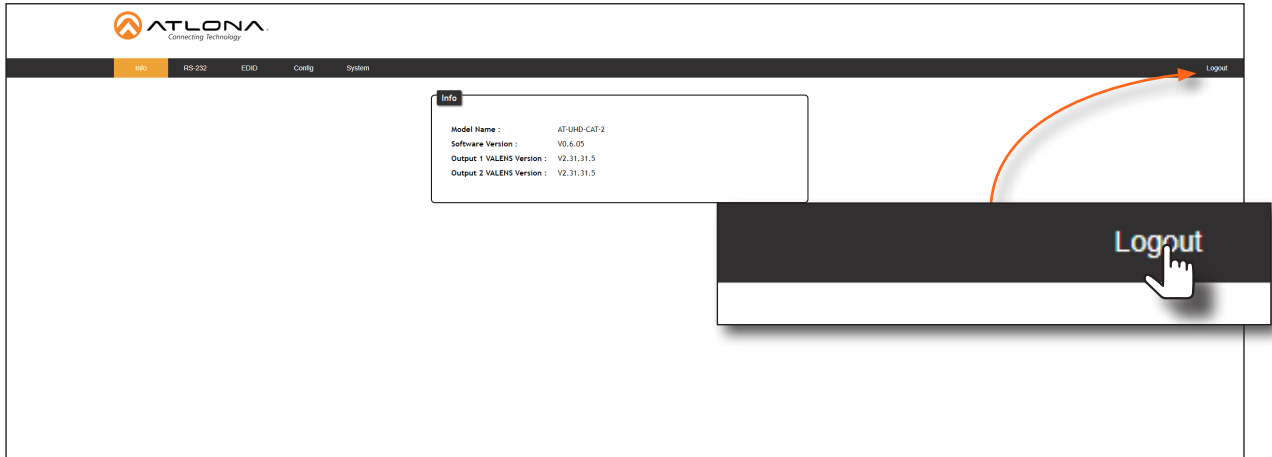 ATLONA.
Connecting Technology
Info RS-232 EDID Config System Logout
Info
Model Name : AT-UHD-CAT-2
Software Version : V0.6.05
Output 1 VALENS Version : V2.31.31.5
Output 2 VALENS Version : V2.31.31.5
Logout